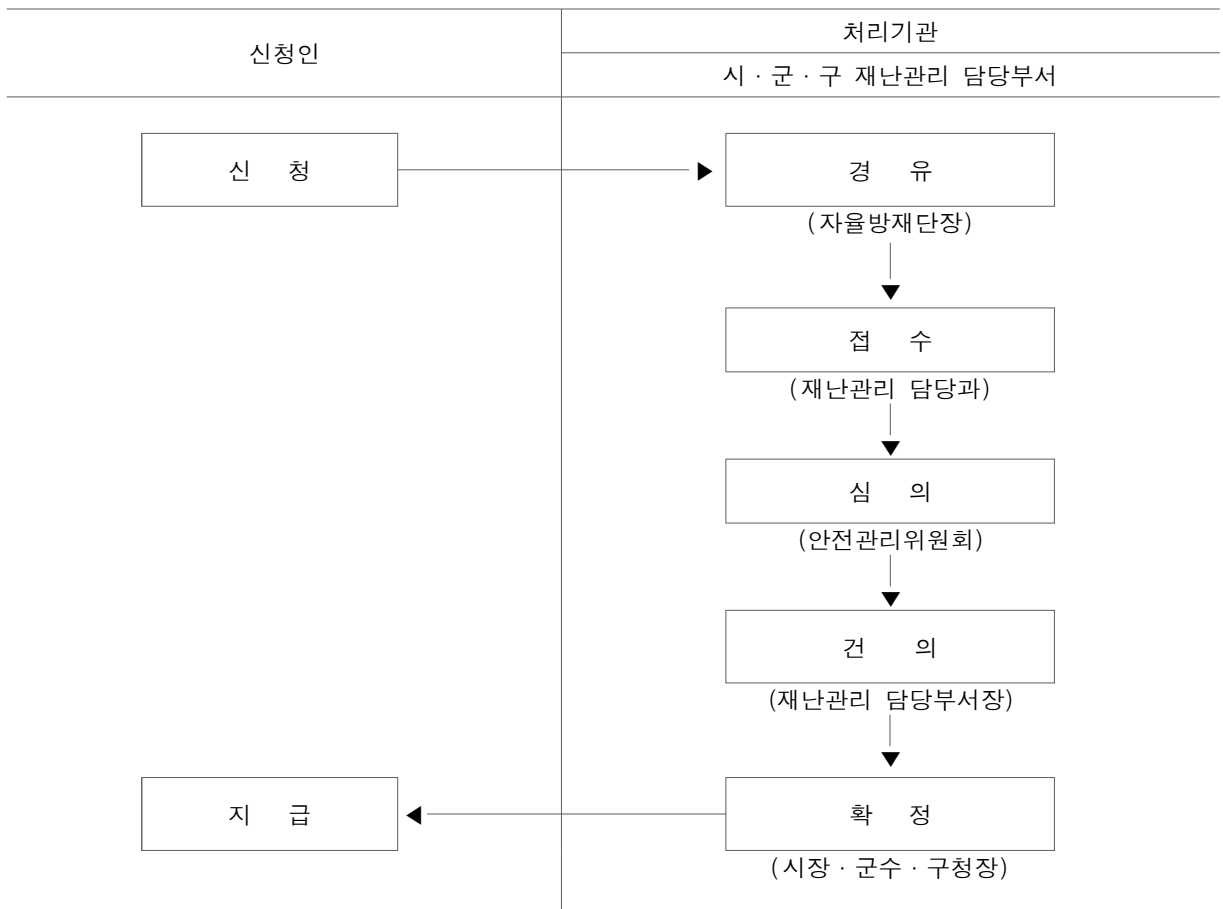 신청인
처리기관
시 · 군 · 구 재난관리 담당부서
신 청
경 유
(자율방재단장)
접 수
(재난관리 담당과)
심 의
(안전관리위원회)
건 의
(재난관리 담당부서장)
지 급
확 정
(시장 · 군수 · 구청장)